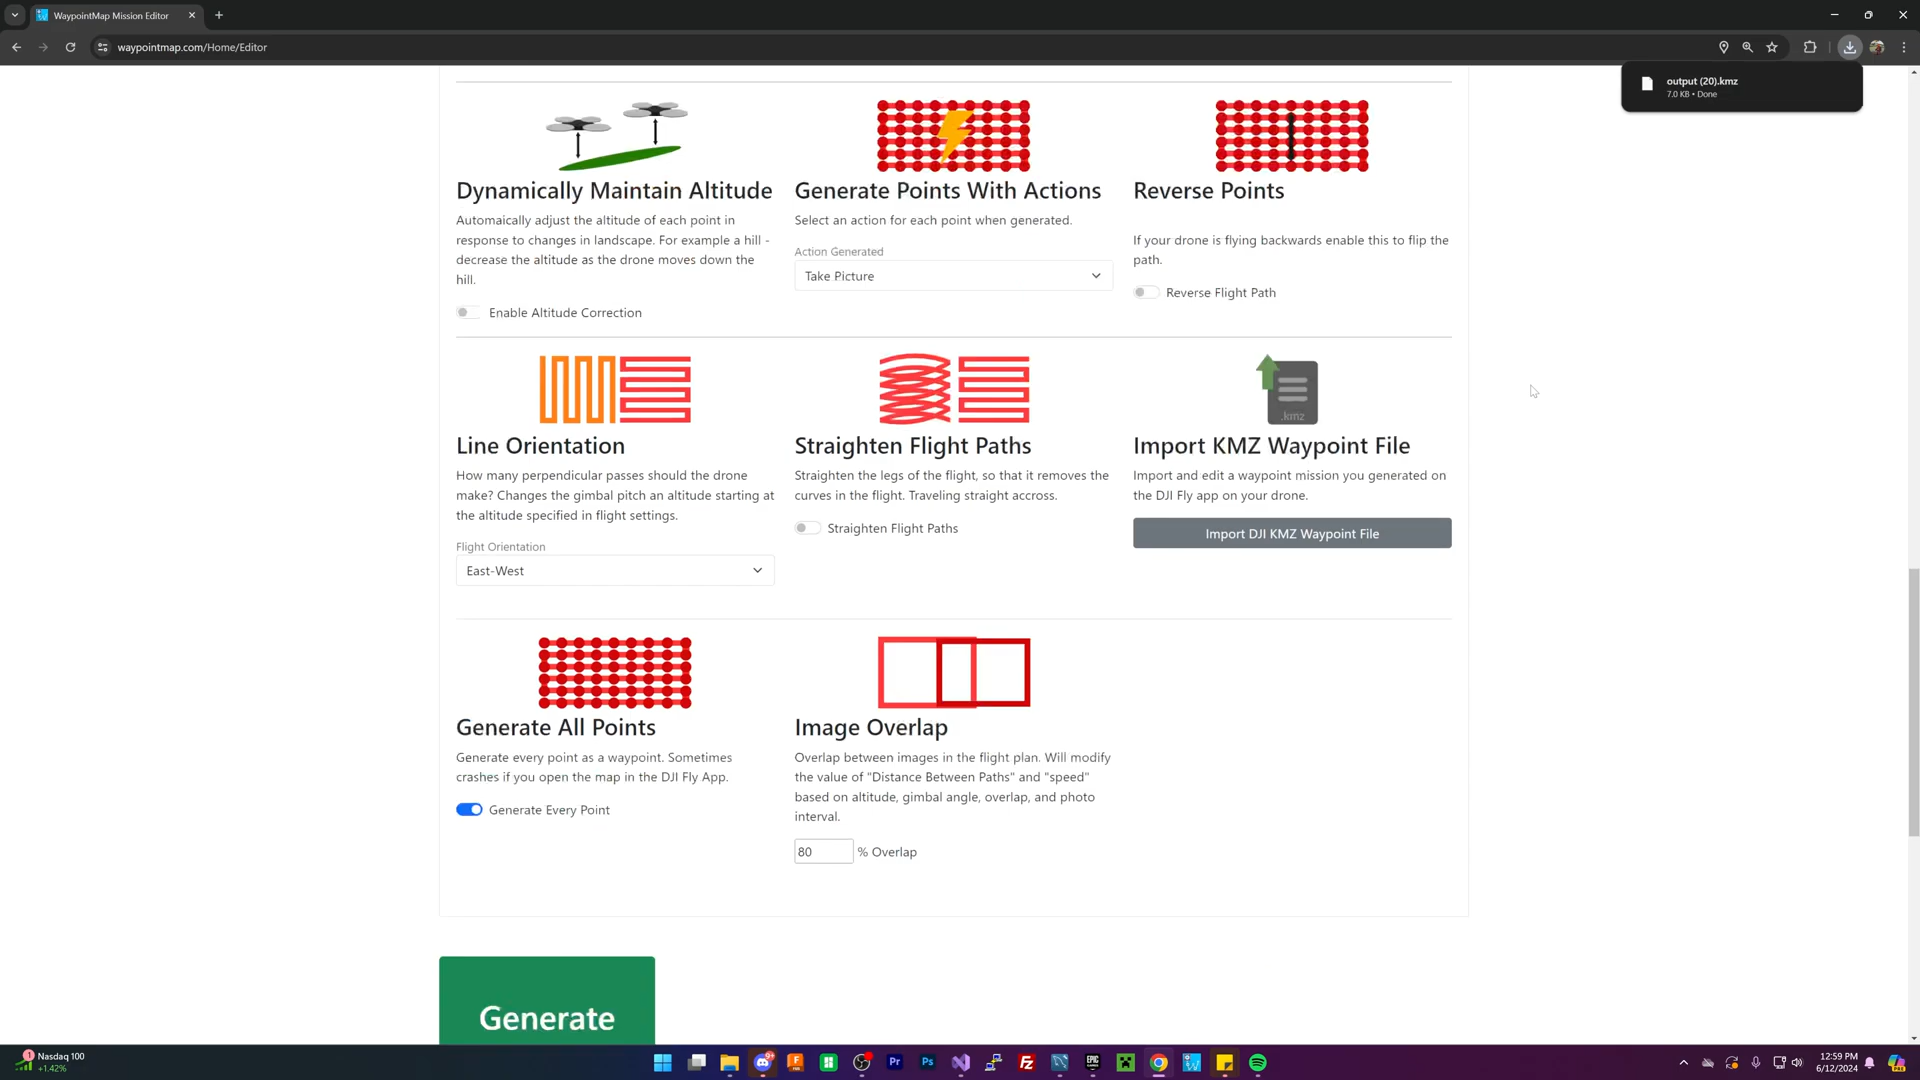 WaypointMap Mission Editor
waypointmap.com/Home/Editor
output (20).kmz
7.0 KB • Done
Dynamically Maintain Altitude
Automaically adjust the altitude of each point in
response to changes in landscape. For example a hill -
decrease the altitude as the drone moves down the
hill.
Enable Altitude Correction
Generate Points With Actions
Select an action for each point when generated.
Action Generated
Take Picture
Reverse Points
If your drone is flying backwards enable this to flip the
path.
Reverse Flight Path
Line Orientation
How many perpendicular passes should the drone
make? Changes the gimbal pitch an altitude starting at
the altitude specified in flight settings.
Flight Orientation
East-West
Straighten Flight Paths
Straighten the legs of the flight, so that it removes the
curves in the flight. Traveling straight accross.
Straighten Flight Paths
.kmz
Import KMZ Waypoint File
Import and edit a waypoint mission you generated on
the DJI Fly app on your drone.
Import DJI KMZ Waypoint File
Generate All Points
Generate every point as a waypoint. Sometimes
crashes if you open the map in the DJI Fly App.
Generate Every Point
Image Overlap
Overlap between images in the flight plan. Will modify
the value of "Distance Between Paths" and "speed"
based on altitude, gimbal angle, overlap, and photo
interval.
80 % Overlap
Generate
1
Nasdaq 100
+1.42%
Pr
Ps
Fz
EPIC
12:59 PM
6/12/2024